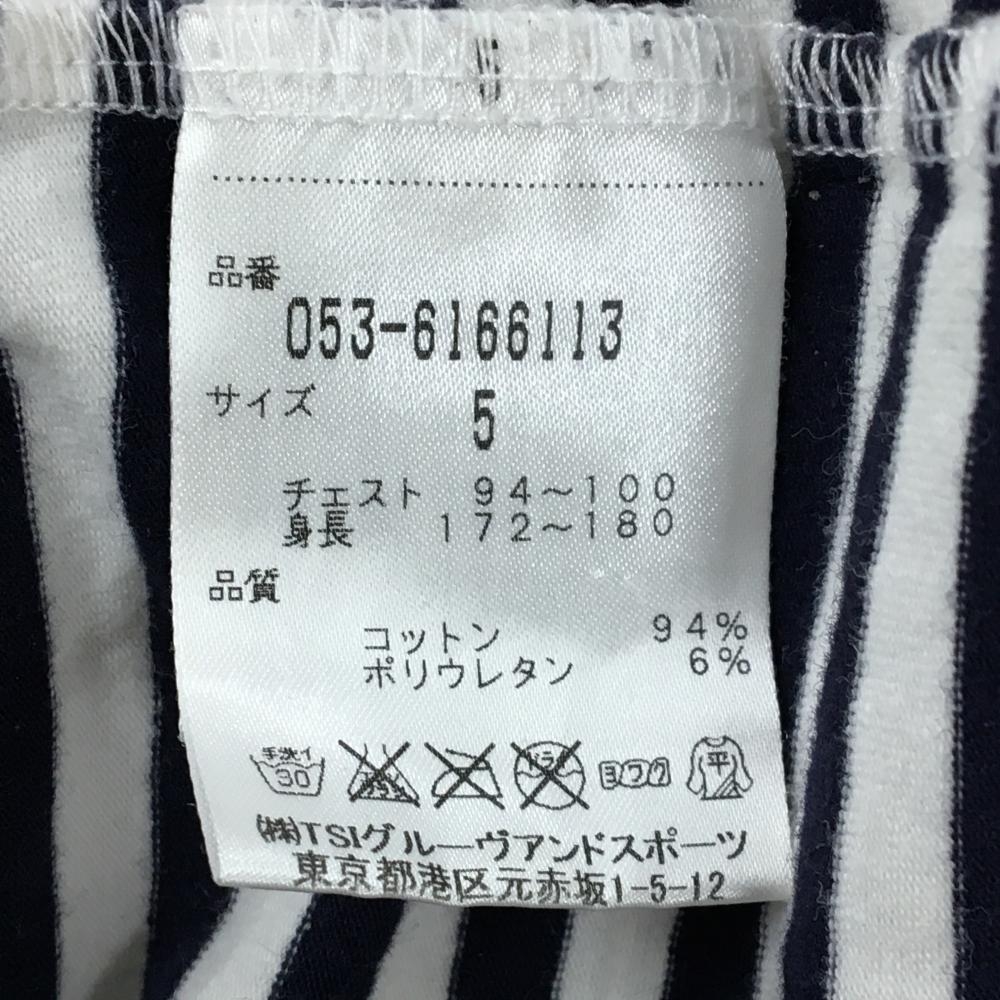 品番
053-6166113
サイズ 5
チェスト 94~100
身長 172~180
品質
コットン 94%
ポリウレタン 6%
手洗イ 30 ドライ ヨワク 平
(株)TSIグルーヴアンドスポーツ
東京都港区元赤坂1-5-12